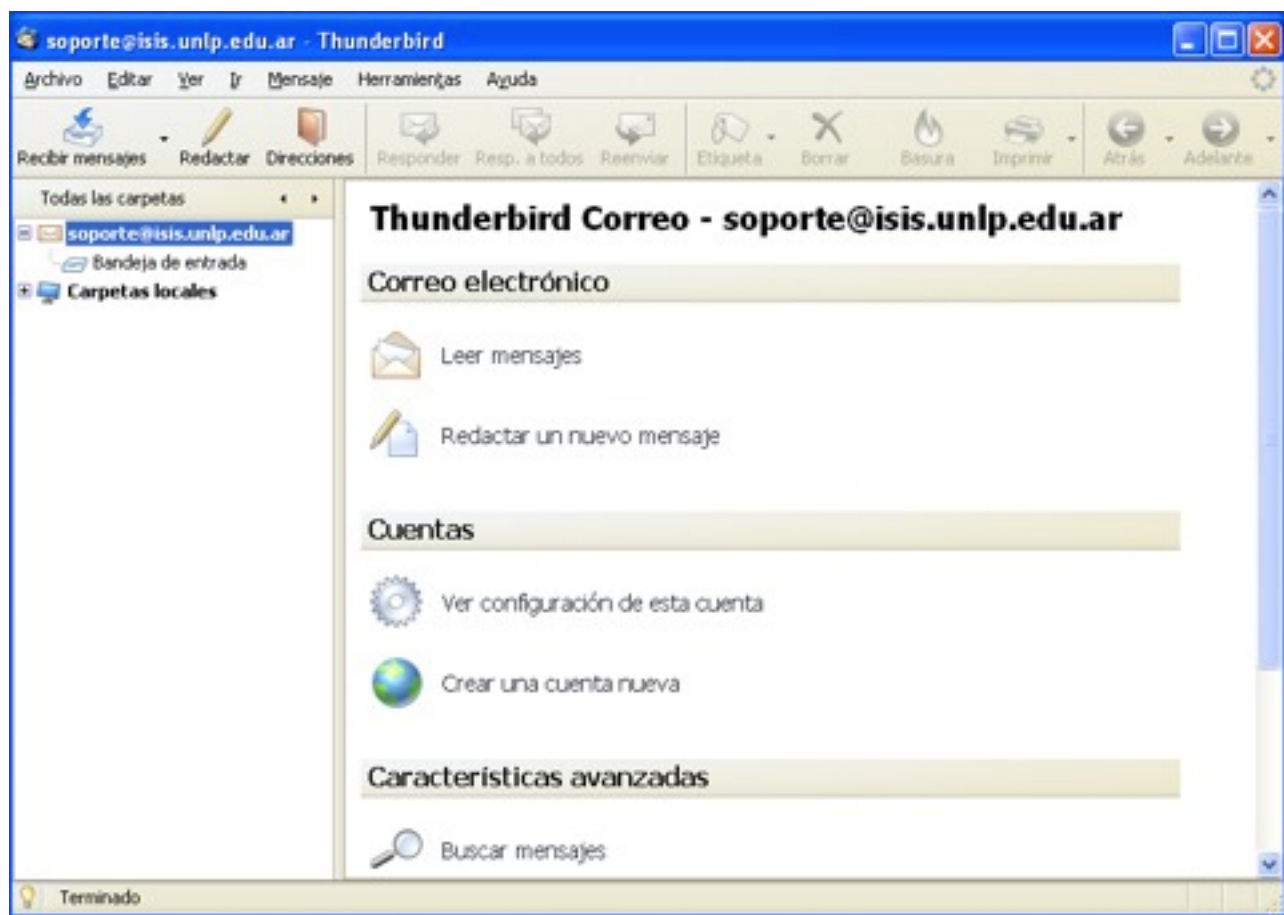 soporte@isis.unlp.edu.ar - Thunderbird
Archivo Editar Ver Ir Mensaje Herramientas Ayuda
Recibir mensajes Redactar Direcciones Responder Resp. a todos Reenviar Etiqueta Borrar Basura Imprimir Atrás Adelante
Todas las carpetas
soporte@isis.unlp.edu.ar
Bandeja de entrada
Carpetas locales
Thunderbird Correo - soporte@isis.unlp.edu.ar
Correo electrónico
Leer mensajes
Redactar un nuevo mensaje
Cuentas
Ver configuración de esta cuenta
Crear una cuenta nueva
Características avanzadas
Buscar mensajes
Terminado